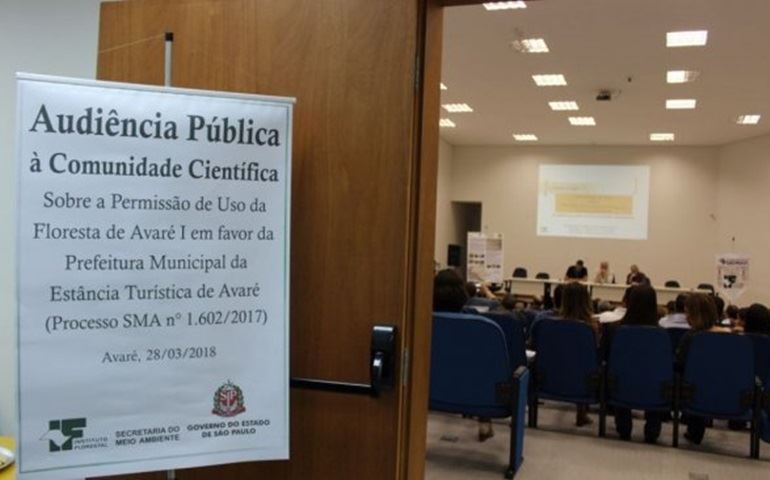 Audiência Pública
à Comunidade Científica
Sobre a Permissão de Uso da
Floresta de Avaré I em favor da
Prefeitura Municipal da
Estância Turística de Avaré
(Processo SMA n° 1.602/2017)
Avaré, 28/03/2018
IF
INSTITUTO
FLORESTAL
SECRETARIA DO
MEIO AMBIENTE
SP
GOVERNO DO ESTADO
DE SÃO PAULO